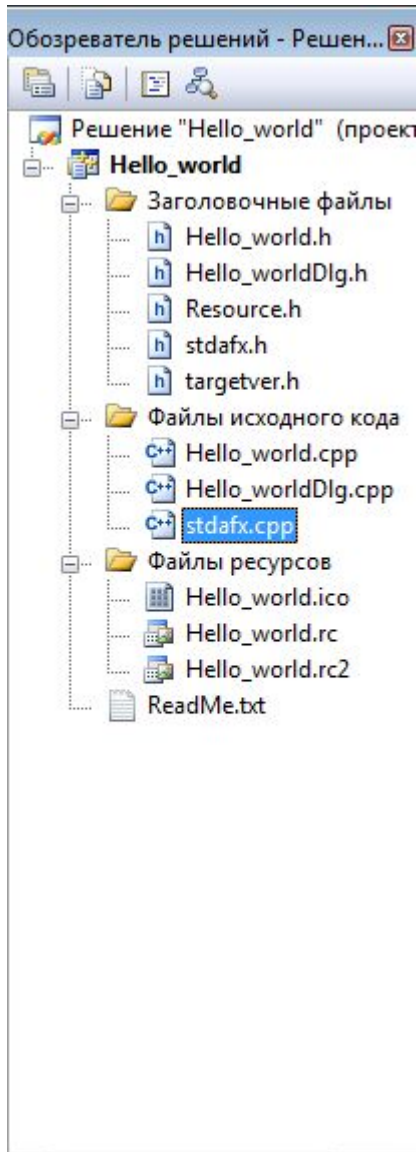 Обозреватель решений - Решен...
Решение "Hello_world" (проект
Hello_world
Заголовочные файлы
Hello_world.h
Hello_worldDlg.h
Resource.h
stdafx.h
targetver.h
Файлы исходного кода
Hello_world.cpp
Hello_worldDlg.cpp
stdafx.cpp
Файлы ресурсов
Hello_world.ico
Hello_world.rc
Hello_world.rc2
ReadMe.txt